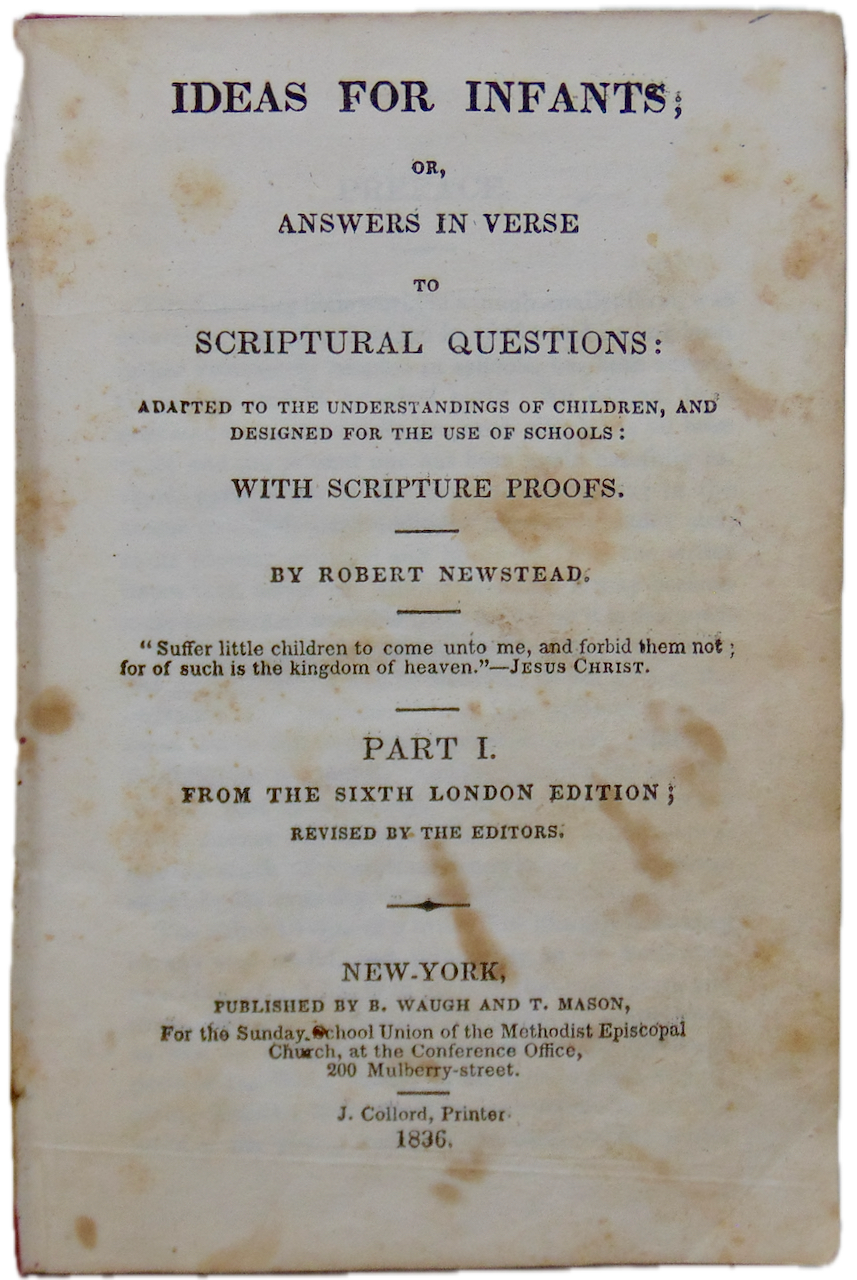 IDEAS FOR INFANTS;
OR,
ANSWERS IN VERSE
TO
SCRIPTURAL QUESTIONS:
ADAPTED TO THE UNDERSTANDINGS OF CHILDREN, AND
DESIGNED FOR THE USE OF SCHOOLS:
WITH SCRIPTURE PROOFS.
BY ROBERT NEWSTEAD.
"Suffer little children to come unto me, and forbid them not;
for of such is the kingdom of heaven."—JESUS CHRIST.
PART I.
FROM THE SIXTH LONDON EDITION;
REVISED BY THE EDITORS.
NEW-YORK,
PUBLISHED BY B. WAUGH AND T. MASON,
For the Sunday School Union of the Methodist Episcopal
Church, at the Conference Office,
200 Mulberry-street.
J. Collord, Printer
1836.